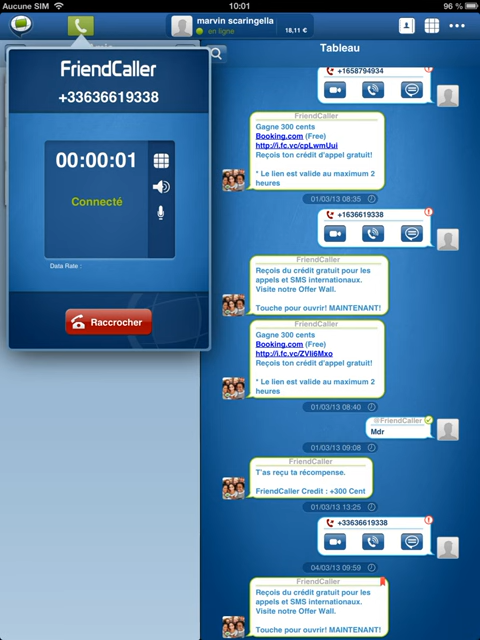 Aucune SIM
10:01
96 %
marvin scaringella
en ligne
18,11 €
Tableau
FriendCaller
+33636619338
00:00:01
Connecté
Data Rate :
Raccrocher
+1658794934
FriendCaller
Gagne 300 cents
Booking.com (Free)
http://i.fc.vc/cpLwmUui
Reçois ton crédit d'appel gratuit!
* Le lien est valide au maximum 2
heures
01/03/13 08:35
+1636619338
FriendCaller
Reçois du crédit gratuit pour les
appels et SMS internationaux.
Visite notre Offer Wall.
Touche pour ouvrir! MAINTENANT!
FriendCaller
Gagne 300 cents
Booking.com (Free)
http://i.fc.vc/ZVli6Mxo
Reçois ton crédit d'appel gratuit!
* Le lien est valide au maximum 2
heures
01/03/13 08:40
@FriendCaller
Mdr
01/03/13 09:08
FriendCaller
T'as reçu ta récompense.
FriendCaller Credit : +300 Cent
01/03/13 13:25
+33636619338
04/03/13 09:59
FriendCaller
Reçois du crédit gratuit pour les
appels et SMS internationaux.
Visite notre Offer Wall.
Touche pour ouvrir! MAINTENANT!